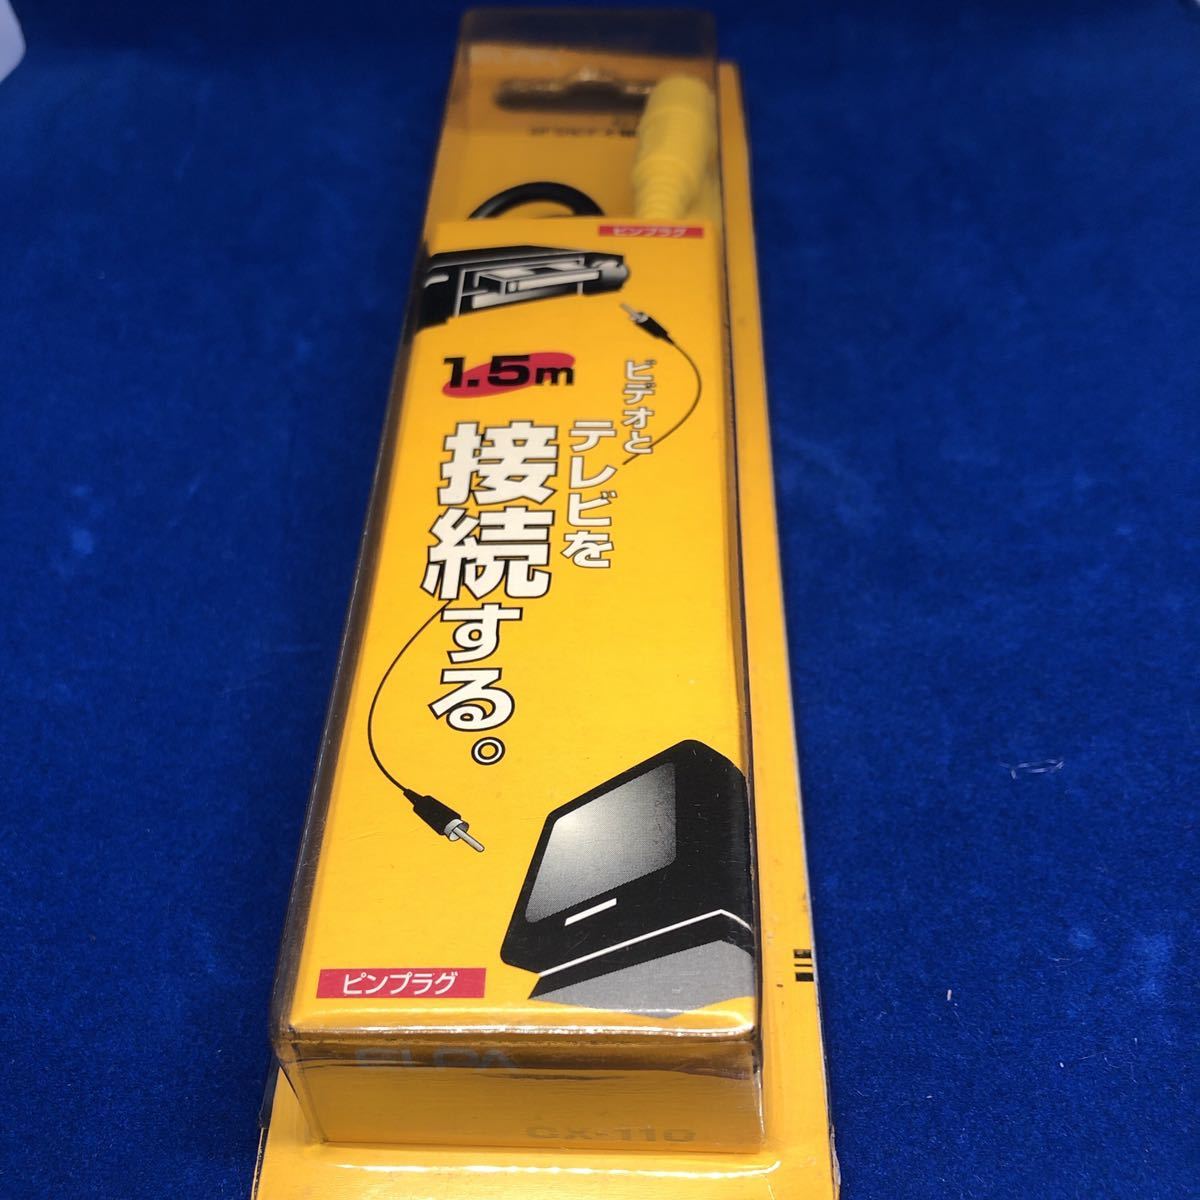 ピンプラグ
1.5m
ビデオと
テレビを
接続する。
ピンプラグ
ELPA
CX-110